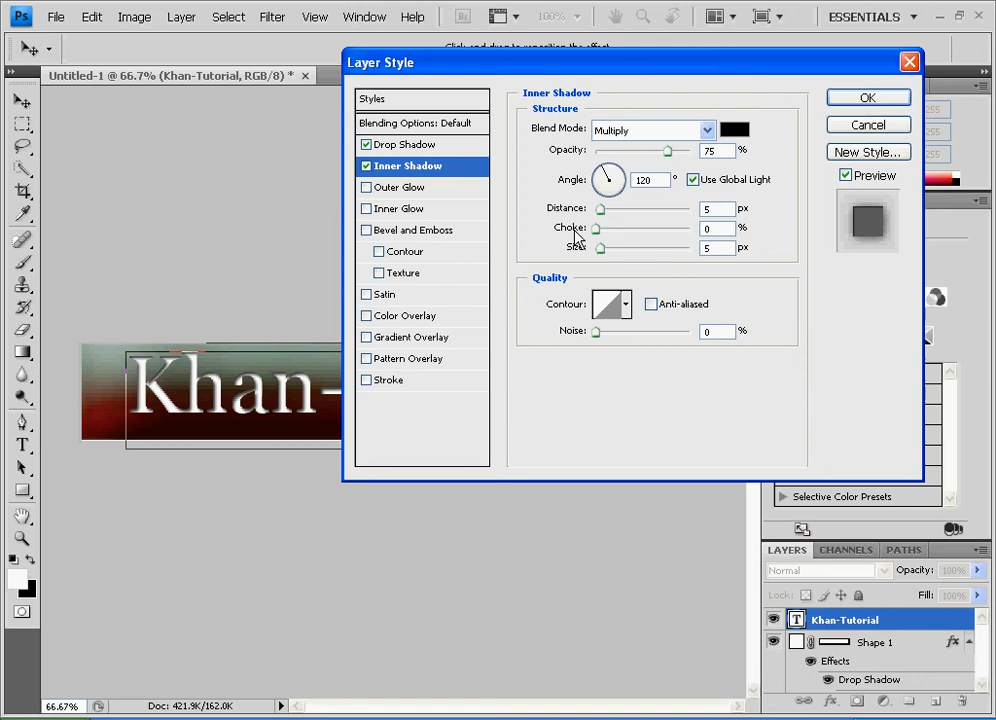 Ps File Edit Image Layer Select Filter View Window Help Br 100% ESSENTIALS
Untitled-1 @ 66.7% (Khan-Tutorial, RGB/8) *
Layer Style
Styles
Blending Options: Default
Drop Shadow
Inner Shadow
Outer Glow
Inner Glow
Bevel and Emboss
Contour
Texture
Satin
Color Overlay
Gradient Overlay
Pattern Overlay
Stroke
Inner Shadow
Structure
Blend Mode: Multiply
Opacity: 75 %
Angle: 120 ° Use Global Light
Distance: 5 px
Choke: 0 %
Size: 5 px
Quality
Contour: Anti-aliased
Noise: 0 %
OK
Cancel
New Style...
Preview
255
255
255
Khan-
Selective Color Presets
LAYERS CHANNELS PATHS
Normal Opacity: 100%
Lock: Fill: 100%
T Khan-Tutorial
Shape 1 fx
Effects
Drop Shadow
66.67% Doc: 421.9K/162.0K